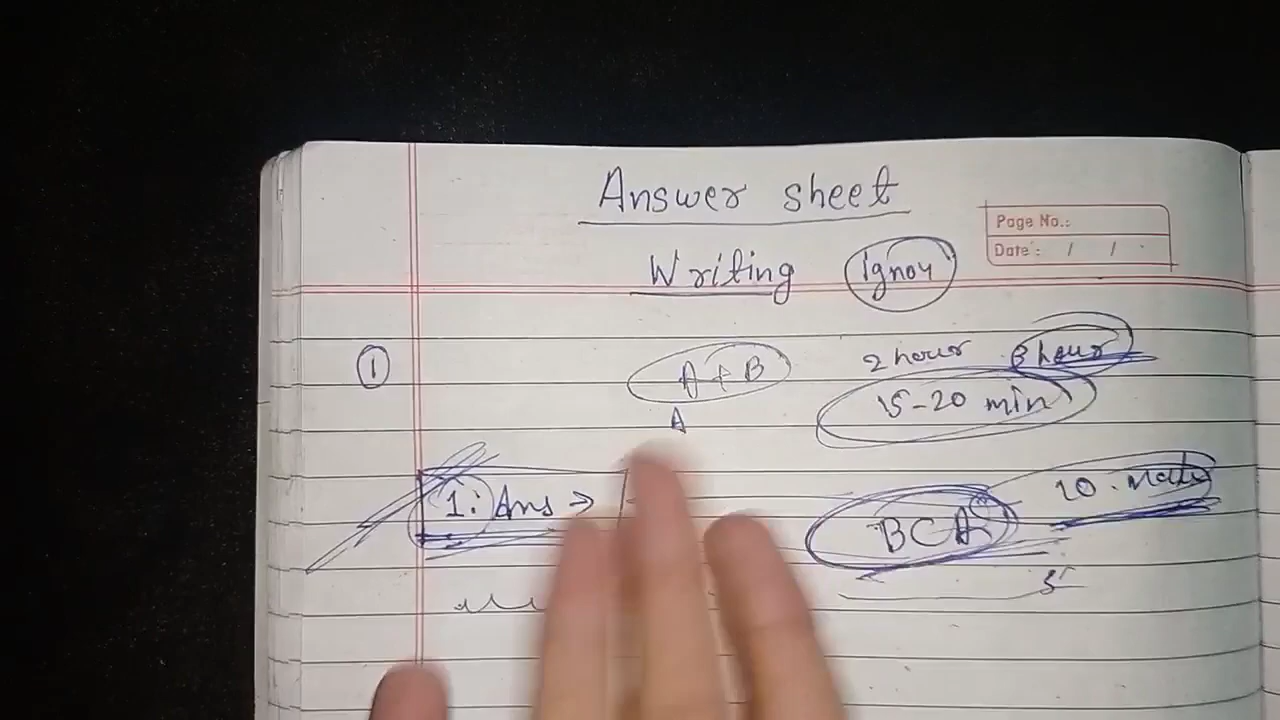 Answer sheet
Page No.:
Date: / /
Writing Ignou
1 A + B 2 hour 3 hour
A 15-20 min
1: Ans → BCA 10.
5